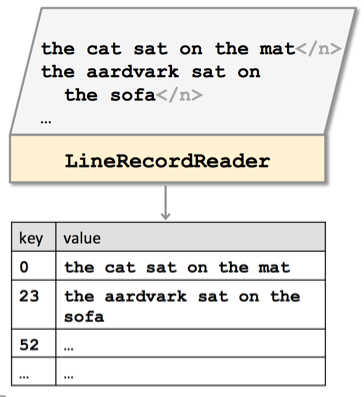 the cat sat on the mat</n>
the aardvark sat on
the sofa</n>
…
LineRecordReader
key value
0 the cat sat on the mat
23 the aardvark sat on the
sofa
52 …
… …